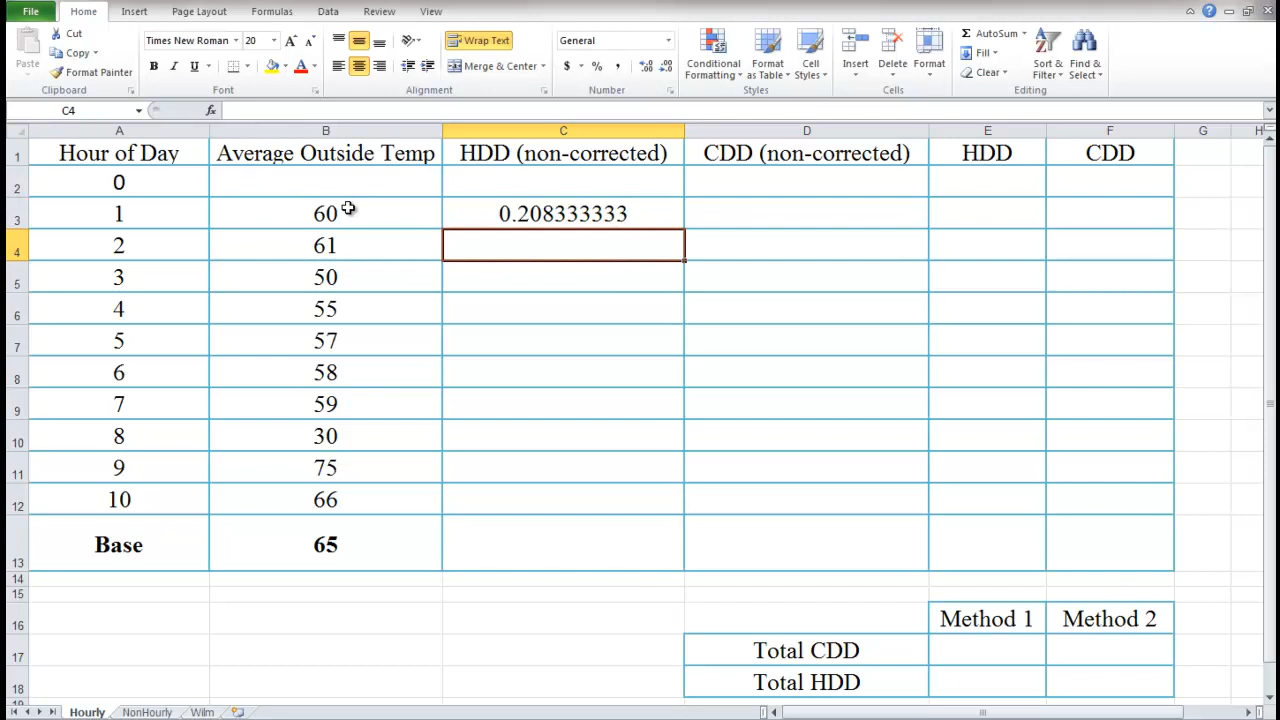 File Home Insert Page Layout Formulas Data Review View
Paste Cut Copy Format Painter Clipboard
Times New Roman 20 A A B I U A Font
Wrap Text Merge & Center Alignment
General $ % , Number
Conditional Formatting Format as Table Cell Styles Styles
Insert Delete Format Cells
Σ AutoSum Fill Clear Sort & Filter Find & Select Editing
C4 fx
A B C D E F G H
1 Hour of Day Average Outside Temp HDD (non-corrected) CDD (non-corrected) HDD CDD
2 0
3 1 60 0.208333333
4 2 61
5 3 50
6 4 55
7 5 57
8 6 58
9 7 59
10 8 30
11 9 75
12 10 66
13 Base 65
14
15
16 Method 1 Method 2
17 Total CDD
18 Total HDD
Hourly NonHourly Wilm